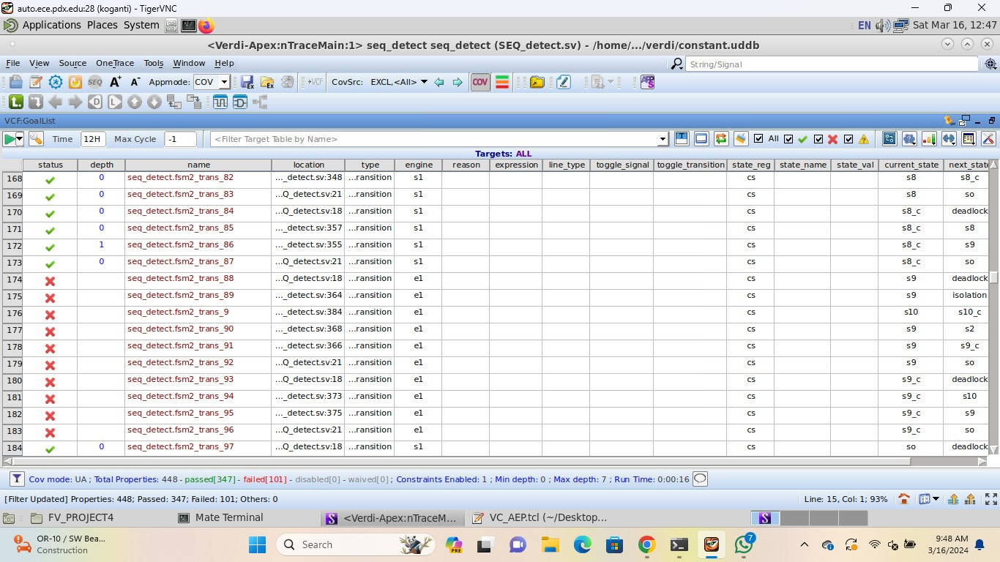 auto.ece.pdx.edu:28 (koganti) - TigerVNC
Applications Places System EN Sat Mar 16, 12:47
<Verdi-Apex:nTraceMain:1> seq_detect seq_detect (SEQ_detect.sv) - /home/.../verdi/constant.uddb
File View Source OneTrace Tools Window Help String/Signal
SEQ A+ A- Appmode: COV Ex Ex →VCF CovSrc: EXCL,<All> COV
VCF:GoalList
Time 12H Max Cycle -1 <Filter Target Table by Name> All
Targets: ALL
status depth name location type engine reason expression line_type toggle_signal toggle_transition state_reg state_name state_val current_state next_state
168 0 seq_detect.fsm2_trans_82 ..._detect.sv:348 ...ransition s1 cs s8 s8_c
169 0 seq_detect.fsm2_trans_83 ...Q_detect.sv:21 ...ransition s1 cs s8 so
170 0 seq_detect.fsm2_trans_84 ...Q_detect.sv:18 ...ransition s1 cs s8_c deadlock
171 0 seq_detect.fsm2_trans_85 ..._detect.sv:357 ...ransition s1 cs s8_c s8
172 1 seq_detect.fsm2_trans_86 ..._detect.sv:355 ...ransition s1 cs s8_c s9
173 0 seq_detect.fsm2_trans_87 ...Q_detect.sv:21 ...ransition s1 cs s8_c so
174 seq_detect.fsm2_trans_88 ...Q_detect.sv:18 ...ransition e1 cs s9 deadlock
175 seq_detect.fsm2_trans_89 ..._detect.sv:364 ...ransition e1 cs s9 isolation
176 seq_detect.fsm2_trans_9 ..._detect.sv:384 ...ransition e1 cs s10 s10_c
177 seq_detect.fsm2_trans_90 ..._detect.sv:368 ...ransition e1 cs s9 s2
178 seq_detect.fsm2_trans_91 ..._detect.sv:366 ...ransition e1 cs s9 s9_c
179 seq_detect.fsm2_trans_92 ...Q_detect.sv:21 ...ransition e1 cs s9 so
180 seq_detect.fsm2_trans_93 ...Q_detect.sv:18 ...ransition e1 cs s9_c deadlock
181 seq_detect.fsm2_trans_94 ..._detect.sv:373 ...ransition e1 cs s9_c s10
182 seq_detect.fsm2_trans_95 ..._detect.sv:375 ...ransition e1 cs s9_c s9
183 seq_detect.fsm2_trans_96 ...Q_detect.sv:21 ...ransition e1 cs s9_c so
184 0 seq_detect.fsm2_trans_97 ...Q_detect.sv:18 ...ransition s1 cs so deadlock
Cov mode: UA ; Total Properties: 448 - passed[347] - failed[101] - disabled[0] - waived[0] ; Constraints Enabled: 1 ; Min depth: 0 ; Max depth: 7 ; Run Time: 0:00:16
[Filter Updated] Properties: 448; Passed: 347; Failed: 101; Others: 0 Line: 15, Col: 1; 93%
FV_PROJECT4 Mate Terminal <Verdi-Apex:nTraceM... VC_AEP.tcl (~/Desktop...
OR-10 / SW Bea... Search PRE 7 9:48 AM
Construction 3/16/2024